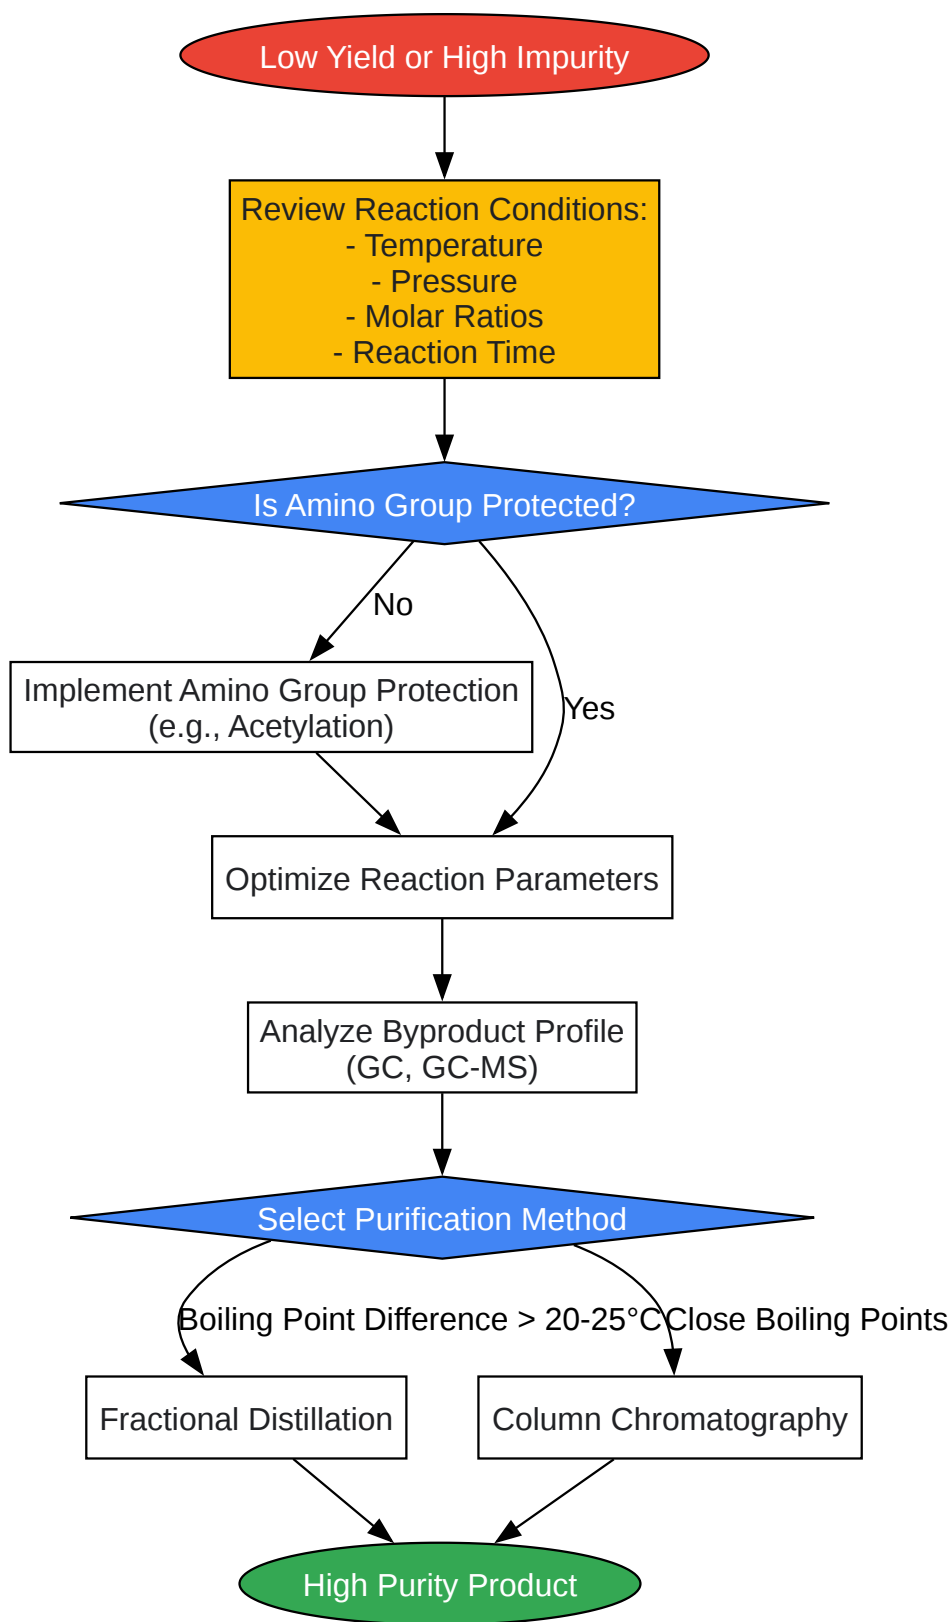 Low Yield or High Impurity
Review Reaction Conditions:
- Temperature
- Pressure
- Molar Ratios
- Reaction Time
Is Amino Group Protected?
No
Implement Amino Group Protection
(e.g., Acetylation)
Yes
Optimize Reaction Parameters
Analyze Byproduct Profile
(GC, GC-MS)
Select Purification Method
Boiling Point Difference > 20-25°C
Close Boiling Points
Fractional Distillation
Column Chromatography
High Purity Product